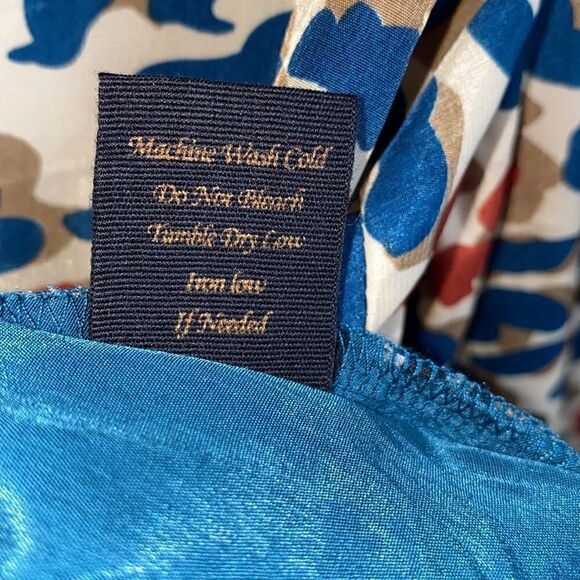 Machine Wash Cold
Do Not Bleach
Tumble Dry Low
Iron low
If Needed